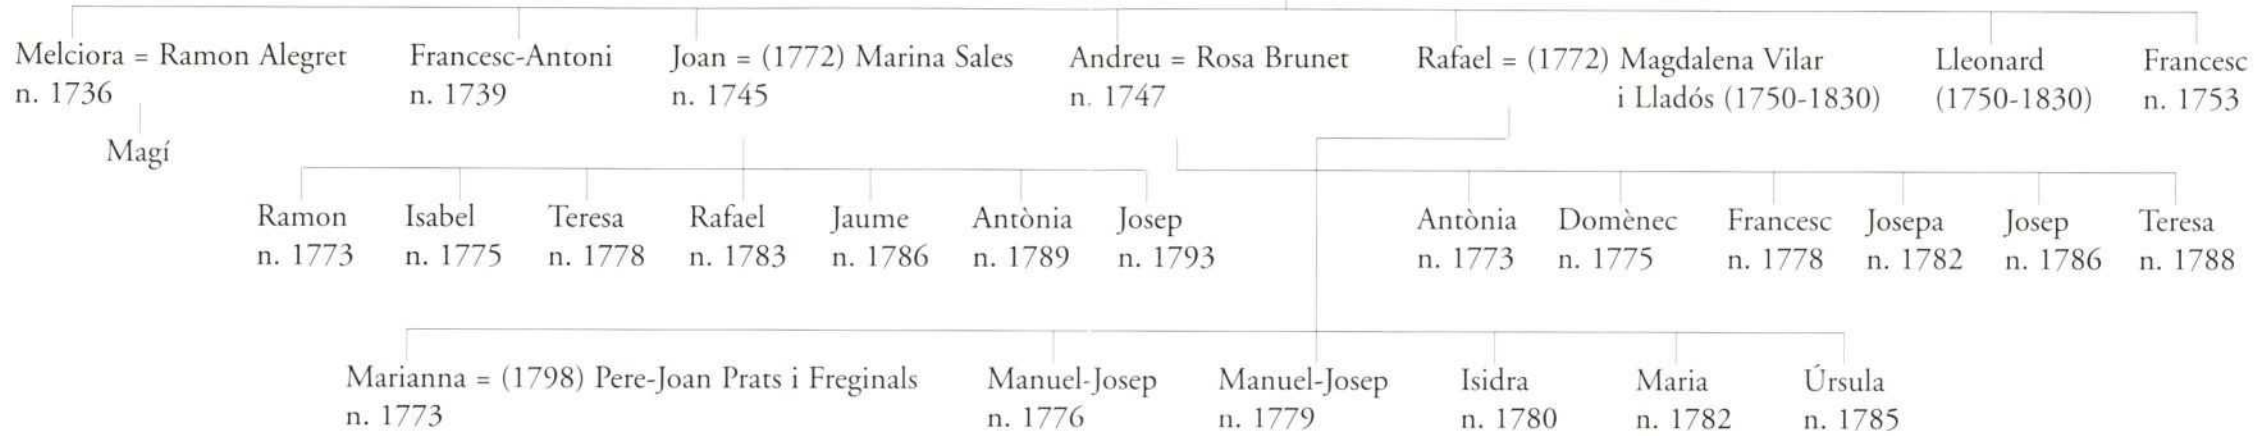 Melciora = Ramon Alegret Francesc-Antoni Joan = (1772) Marina Sales Andreu = Rosa Brunet Rafael = (1772) Magdalena Vilar Lleonard Francesc
n. 1736 n. 1739 n. 1745 n. 1747 i Lladós (1750-1830) (1750-1830) n. 1753
Magí
Ramon Isabel Teresa Rafael Jaume Antònia Josep Antònia Domènec Francesc Josepa Josep Teresa
n. 1773 n. 1775 n. 1778 n. 1783 n. 1786 n. 1789 n. 1793 n. 1773 n. 1775 n. 1778 n. 1782 n. 1786 n. 1788
Marianna = (1798) Pere-Joan Prats i Freginals Manuel-Josep Manuel-Josep Isidra Maria Úrsula
n. 1773 n. 1776 n. 1779 n. 1780 n. 1782 n. 1785